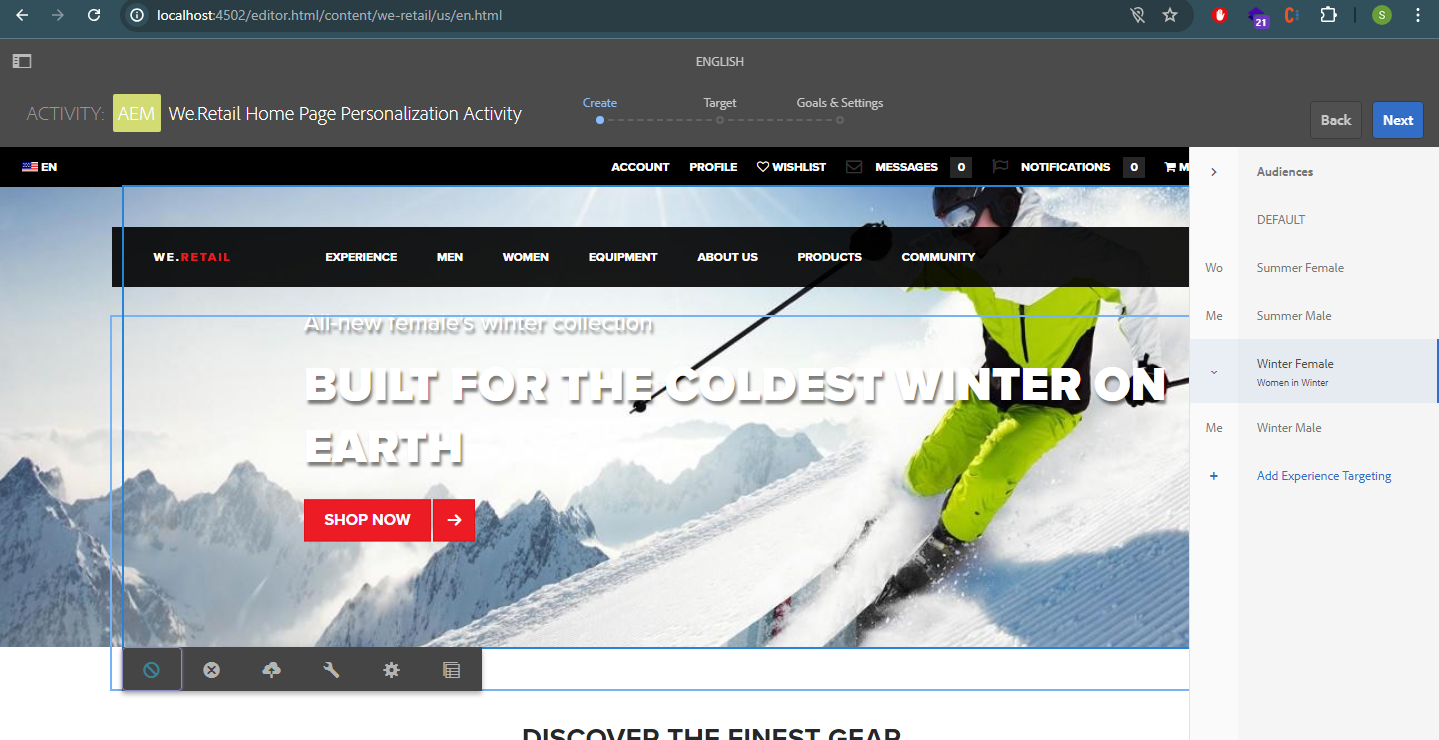 localhost:4502/editor.html/content/we-retail/us/en.html
21
S
ENGLISH
ACTIVITY: AEM We.Retail Home Page Personalization Activity
Create Target Goals & Settings
Back Next
EN
ACCOUNT PROFILE WISHLIST MESSAGES 0 NOTIFICATIONS 0 M
WE.RETAIL EXPERIENCE MEN WOMEN EQUIPMENT ABOUT US PRODUCTS COMMUNITY
All-new female's winter collection
BUILT FOR THE COLDEST WINTER ON
EARTH
SHOP NOW
DISCOVER THE FINEST GEAR
Audiences
DEFAULT
Wo Summer Female
Me Summer Male
Winter Female
Women in Winter
Me Winter Male
+ Add Experience Targeting